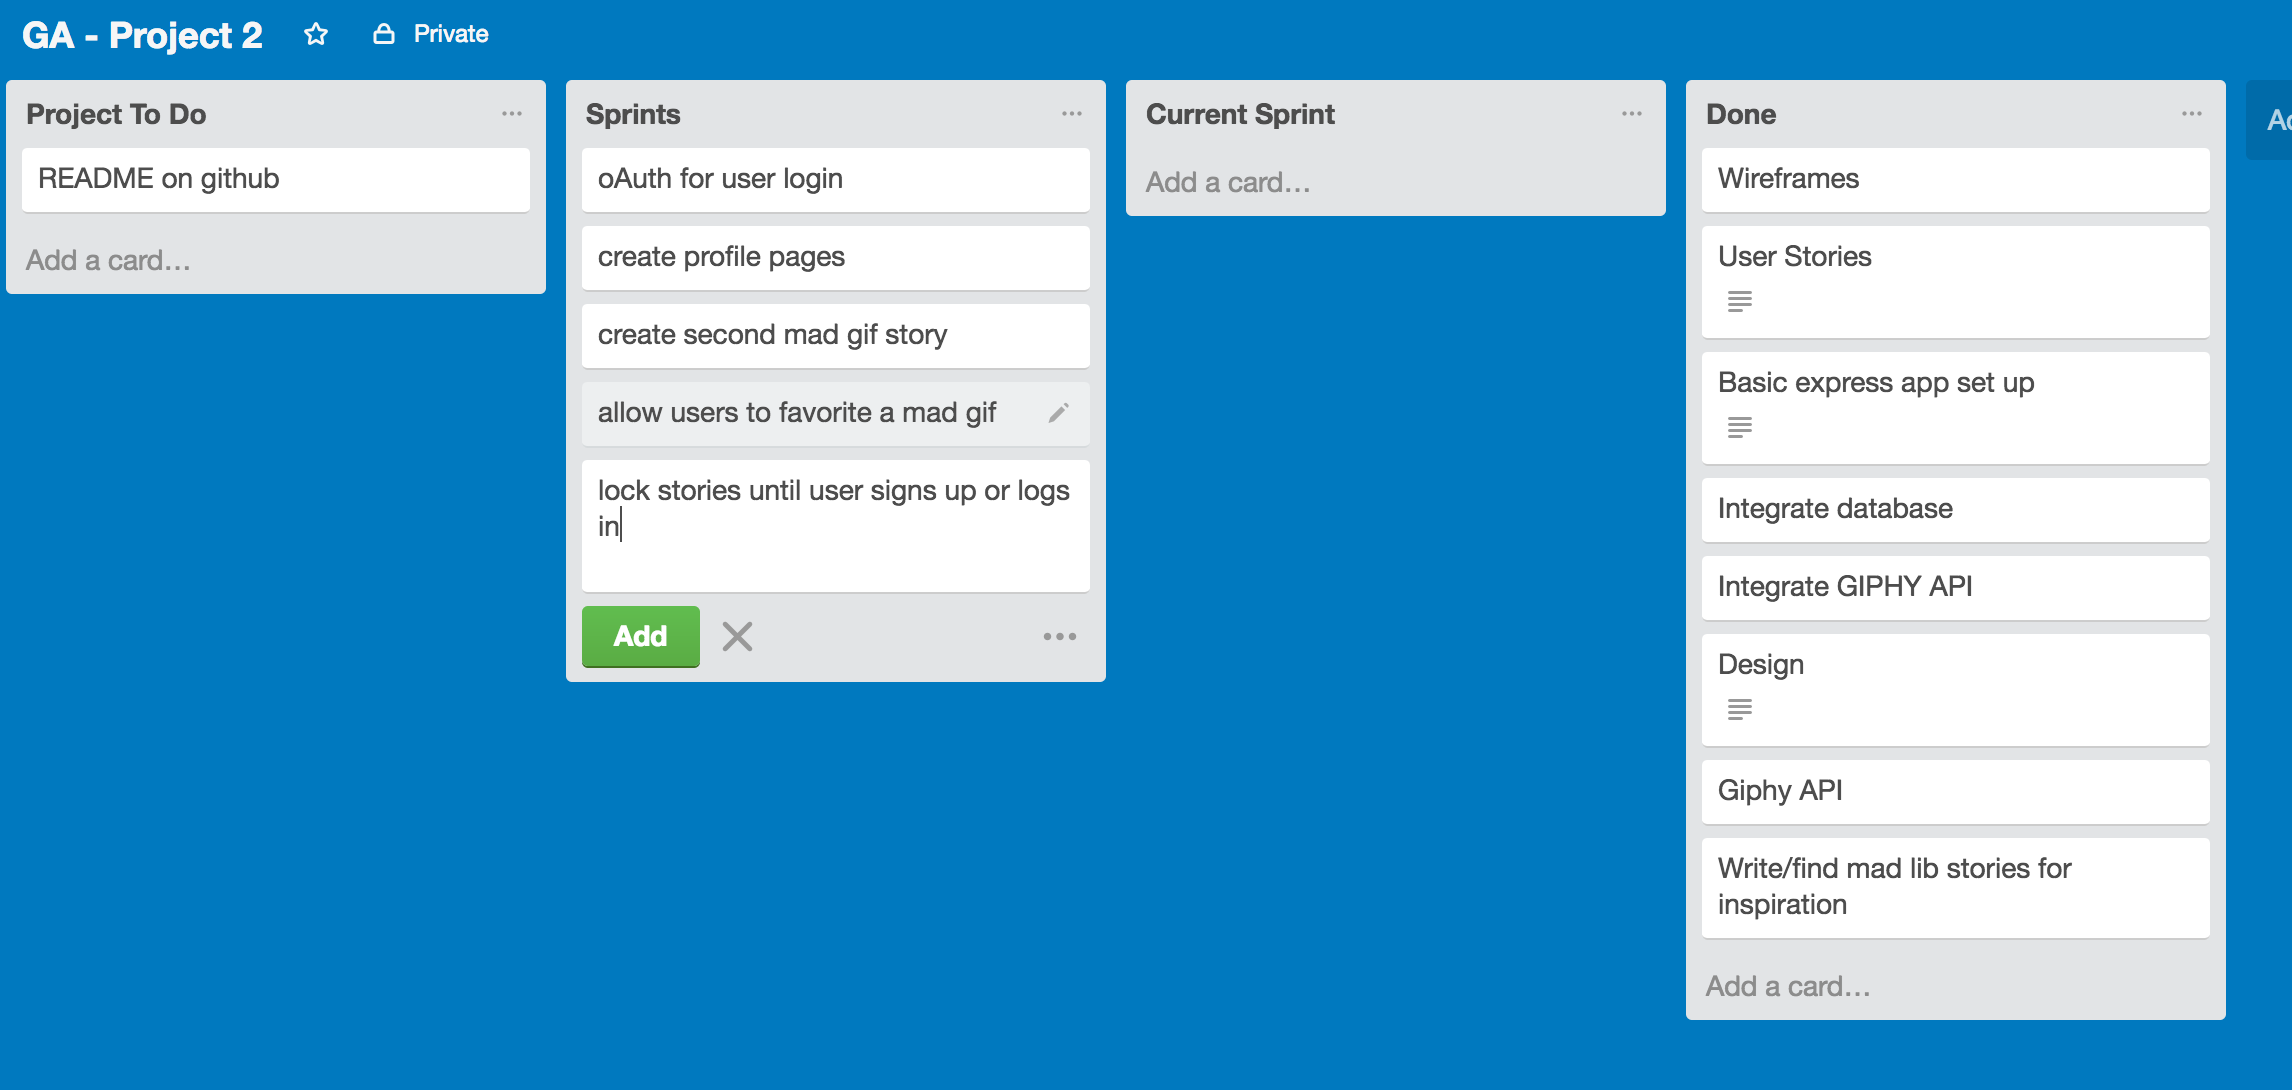 GA - Project 2
Private
Project To Do
README on github
Add a card…
Sprints
oAuth for user login
create profile pages
create second mad gif story
allow users to favorite a mad gif
lock stories until user signs up or logs
in
Add
Current Sprint
Add a card…
Done
Wireframes
User Stories
Basic express app set up
Integrate database
Integrate GIPHY API
Design
Giphy API
Write/find mad lib stories for
inspiration
Add a card…